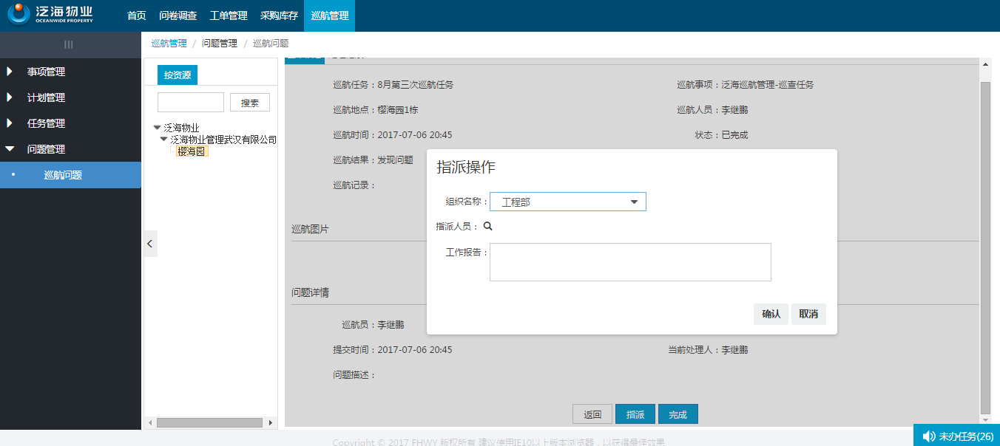 泛海物业
OCEANWIDE PROPERTY
首页 问卷调查 工单管理 采购库存 巡航管理
巡航管理 / 问题管理 / 巡航问题
事项管理
计划管理
任务管理
问题管理
巡航问题
按资源
搜索
泛海物业
泛海物业管理武汉有限公司
樱海园
巡航任务：8月第三次巡航任务 巡航事项：泛海巡航管理-巡查任务
巡航地点：樱海园1栋 巡航人员：李继鹏
巡航时间：2017-07-06 20:45 状态：已完成
巡航结果：发现问题
巡航记录：
巡航图片
指派操作
组织名称： 工程部
指派人员：
工作报告：
确认 取消
问题详情
巡航员：李继鹏
提交时间：2017-07-06 20:45 当前处理人：李继鹏
问题描述：
返回 指派 完成
未办任务(26)
Copyright © 2017 FHWY 版权所有 建议使用IE10以上版本浏览器，以获得最佳效果